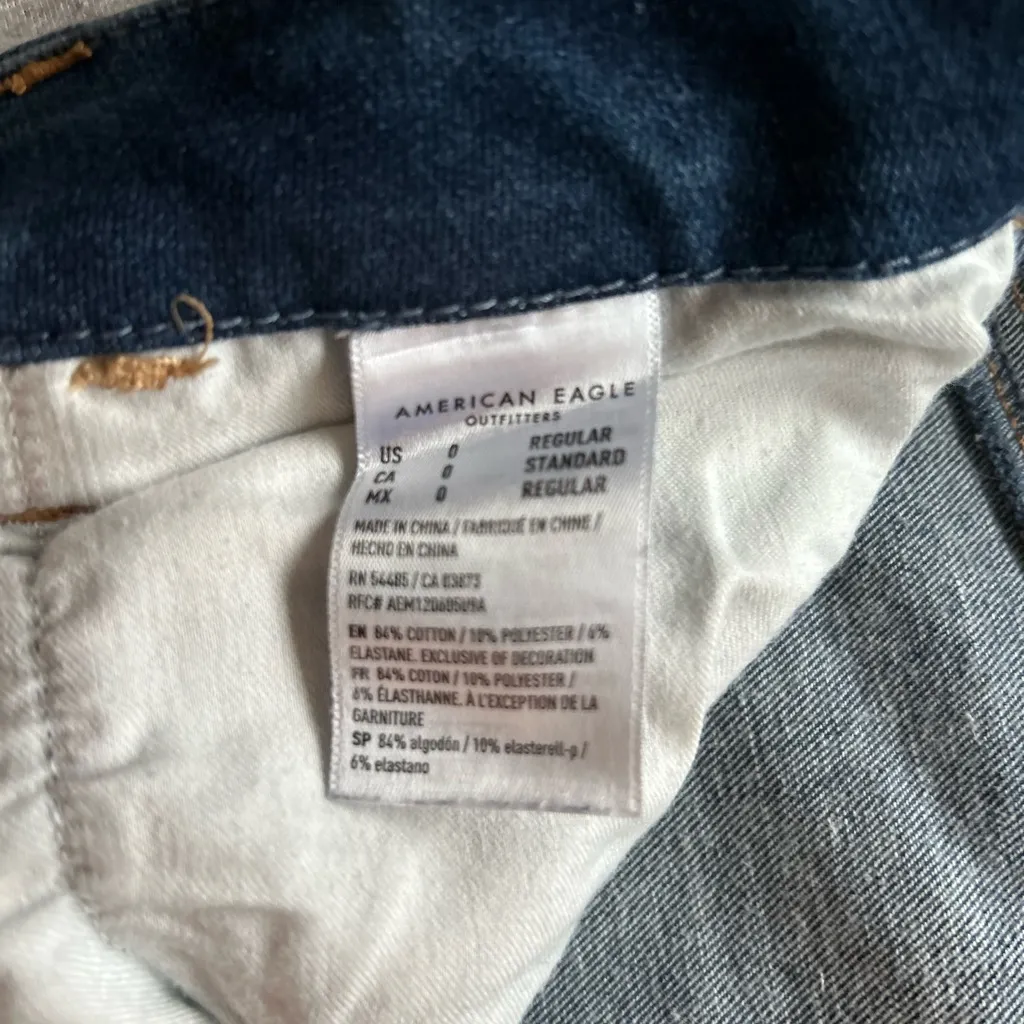 AMERICAN EAGLE
OUTFITTERS
US 0 REGULAR
CA 0 STANDARD
MX 0 REGULAR
MADE IN CHINA / FABRIQUÉ EN CHINE /
HECHO EN CHINA
RN 54485 / CA 03873
RFC#
EN 84% COTTON / 10% POLYESTER / 6%
ELASTANE. EXCLUSIVE OF DECORATION
FR 84% COTON / 10% POLYESTER /
6% ÉLASTHANNE. À L'EXCEPTION DE LA
GARNITURE
SP 84% algodón / 10% elasterell-p /
6% elastano